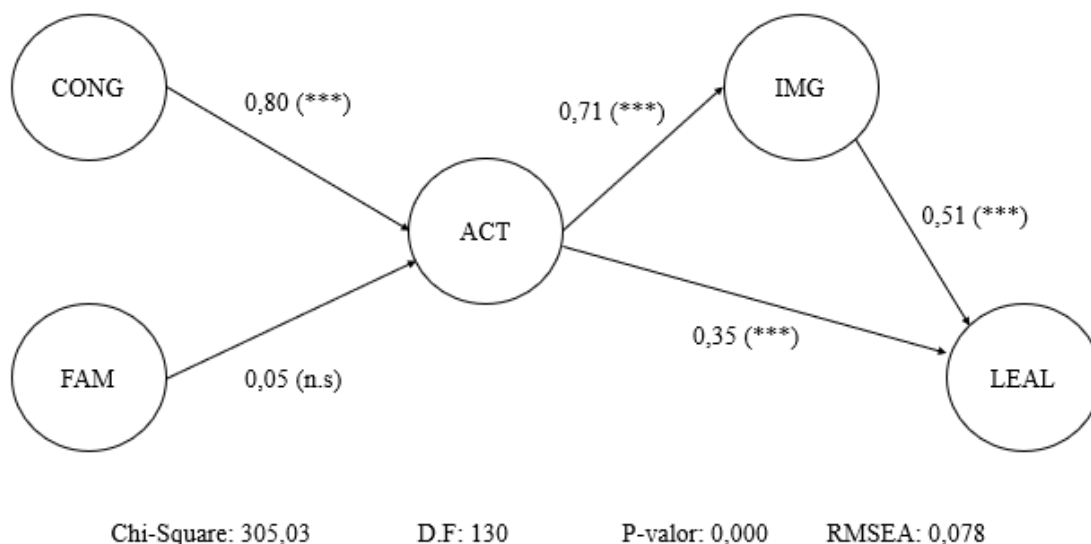 CONG
IMG
0,80 (***)
0,71 (***)
ACT
0,51 (***)
0,35 (***)
FAM
0,05 (n.s)
LEAL
Chi-Square: 305,03 D.F: 130 P-valor: 0,000 RMSEA: 0,078